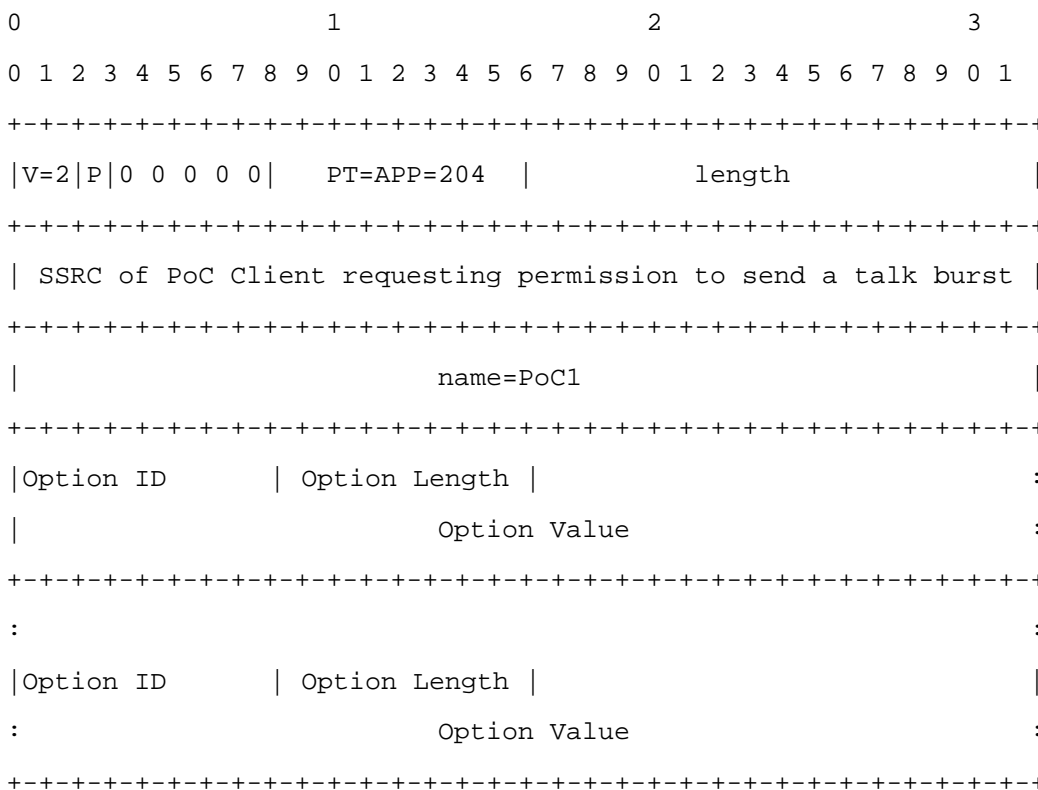 0                   1                   2                   3
0 1 2 3 4 5 6 7 8 9 0 1 2 3 4 5 6 7 8 9 0 1 2 3 4 5 6 7 8 9 0 1
+-+-+-+-+-+-+-+-+-+-+-+-+-+-+-+-+-+-+-+-+-+-+-+-+-+-+-+-+-+-+-+-+
|V=2|P|0 0 0 0 0|   PT=APP=204  |          length               |
+-+-+-+-+-+-+-+-+-+-+-+-+-+-+-+-+-+-+-+-+-+-+-+-+-+-+-+-+-+-+-+-+
| SSRC of PoC Client requesting permission to send a talk burst |
+-+-+-+-+-+-+-+-+-+-+-+-+-+-+-+-+-+-+-+-+-+-+-+-+-+-+-+-+-+-+-+-+
|                          name=PoC1                            |
+-+-+-+-+-+-+-+-+-+-+-+-+-+-+-+-+-+-+-+-+-+-+-+-+-+-+-+-+-+-+-+-+
|Option ID      | Option Length |                               :
|                          Option Value                         :
+-+-+-+-+-+-+-+-+-+-+-+-+-+-+-+-+-+-+-+-+-+-+-+-+-+-+-+-+-+-+-+-+
:                                                               :
|Option ID      | Option Length |                               |
:                          Option Value                         :
+-+-+-+-+-+-+-+-+-+-+-+-+-+-+-+-+-+-+-+-+-+-+-+-+-+-+-+-+-+-+-+-+